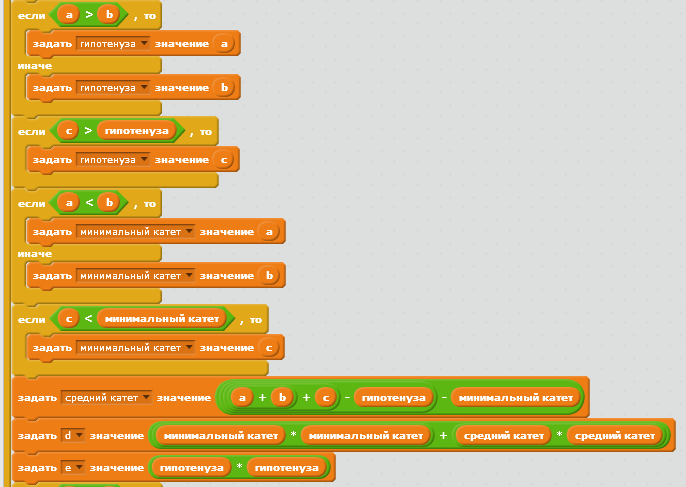 если a > b , то
задать гипотенуза значение a
иначе
задать гипотенуза значение b
если c > гипотенуза , то
задать гипотенуза значение c
если a < b , то
задать минимальный катет значение a
иначе
задать минимальный катет значение b
если c < минимальный катет , то
задать минимальный катет значение c
задать средний катет значение a + b + c - гипотенуза - минимальный катет
задать d значение минимальный катет * минимальный катет + средний катет * средний катет
задать e значение гипотенуза * гипотенуза